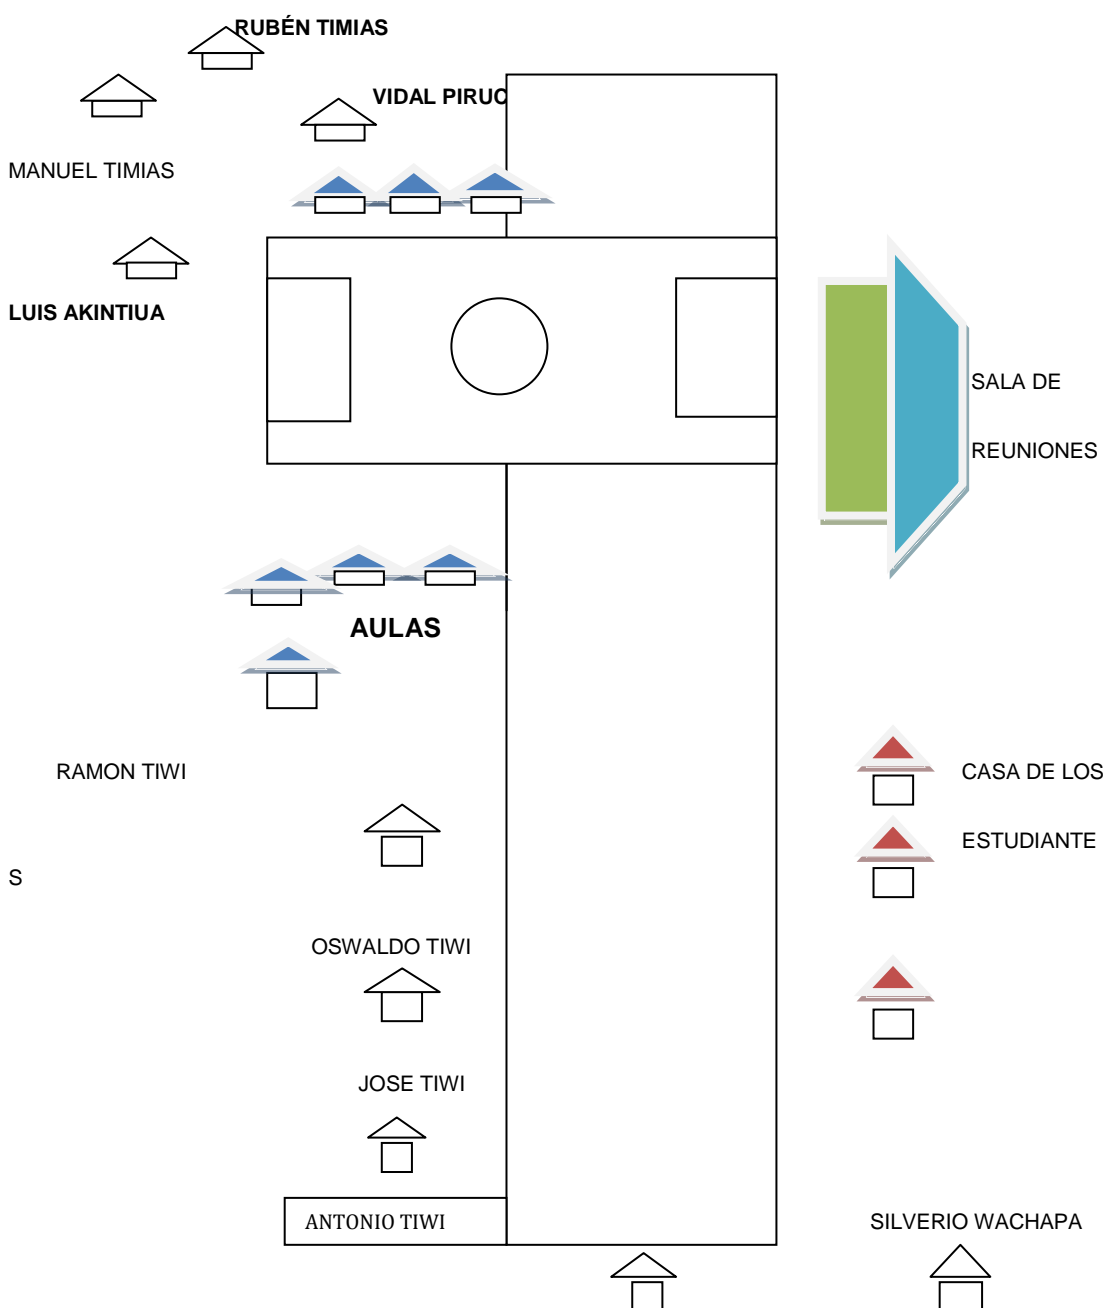 RUBÉN TIMIAS
VIDAL PIRUC
MANUEL TIMIAS
LUIS AKINTIUA
SALA DE
REUNIONES
AULAS
RAMON TIWI
CASA DE LOS
ESTUDIANTE
S
OSWALDO TIWI
JOSE TIWI
ANTONIO TIWI
SILVERIO WACHAPA